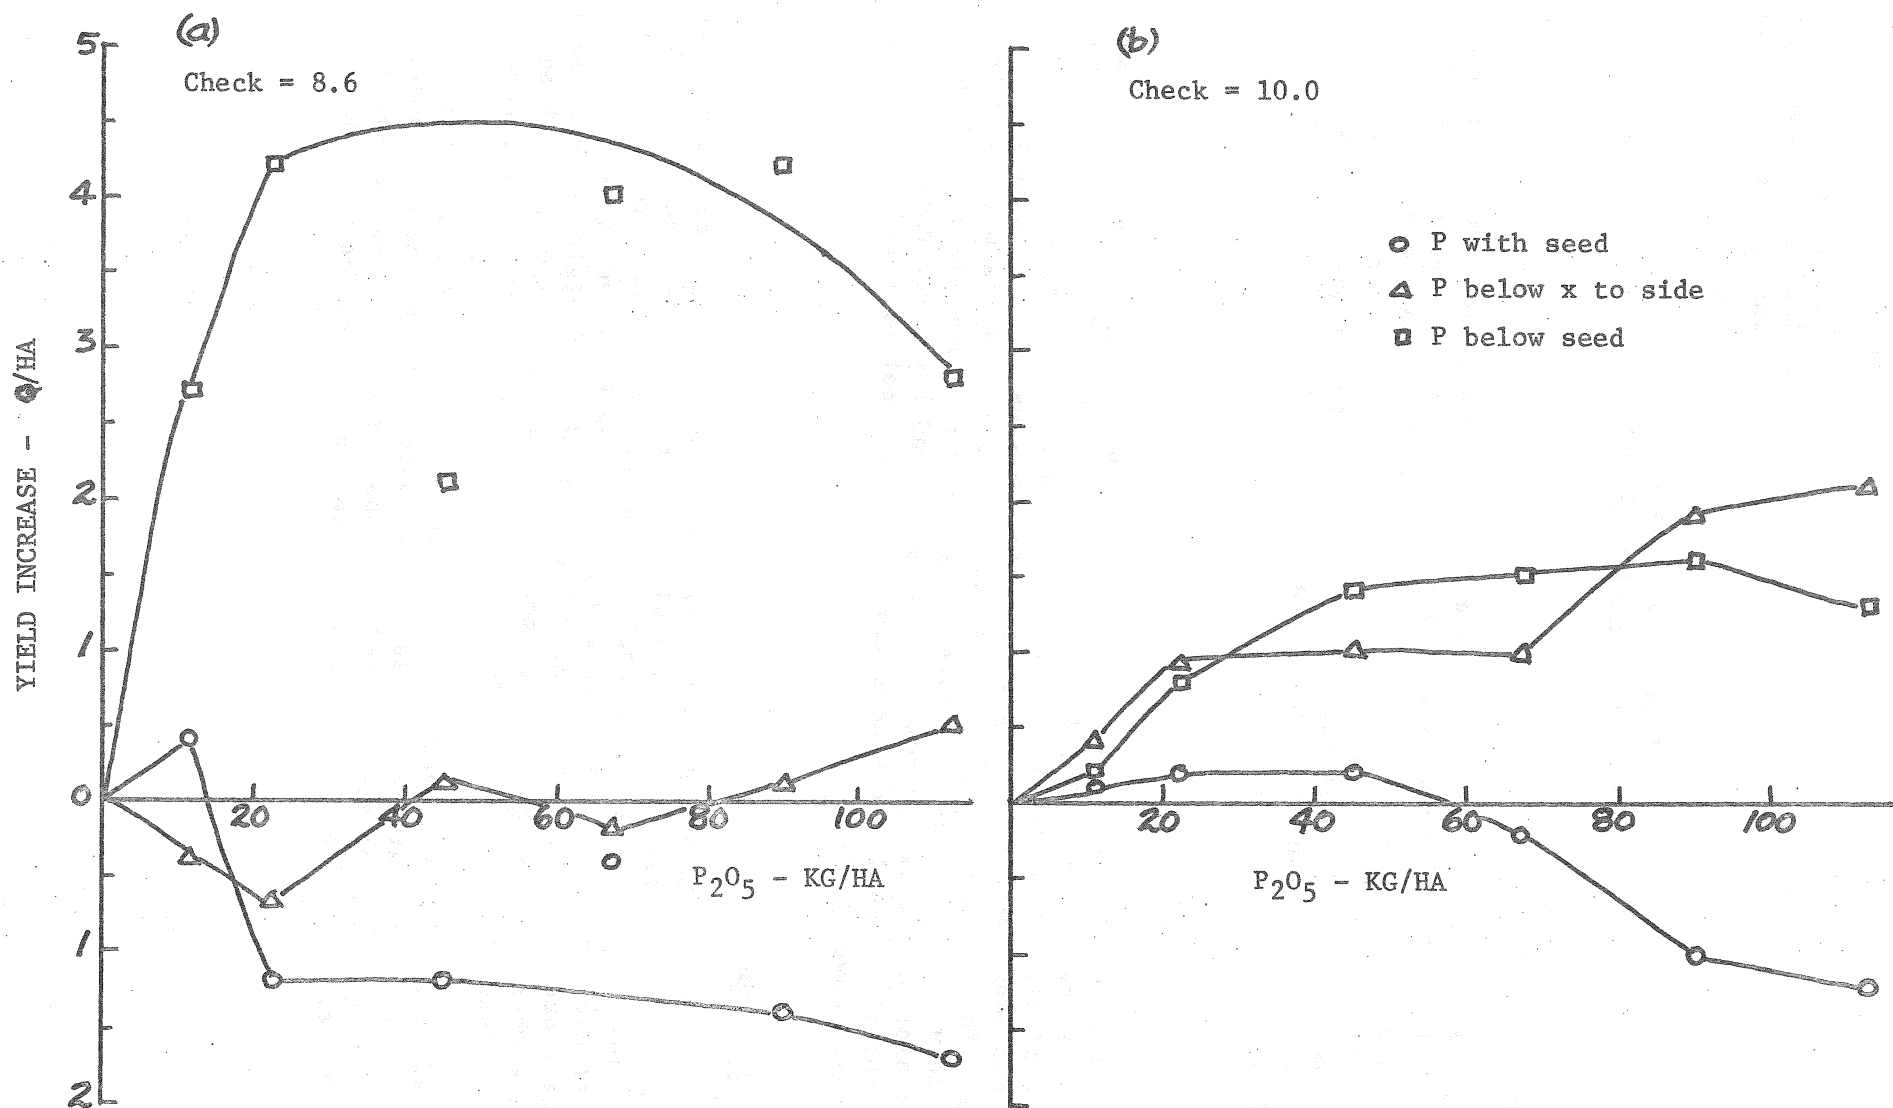 (a)
Check = 8.6
5
4
3
2
1
0
1
2
YIELD INCREASE - Q/HA
20 40 60 80 100
P₂O₅ - KG/HA
(b)
Check = 10.0
P with seed
P below x to side
P below seed
20 40 60 80 100
P₂O₅ - KG/HA